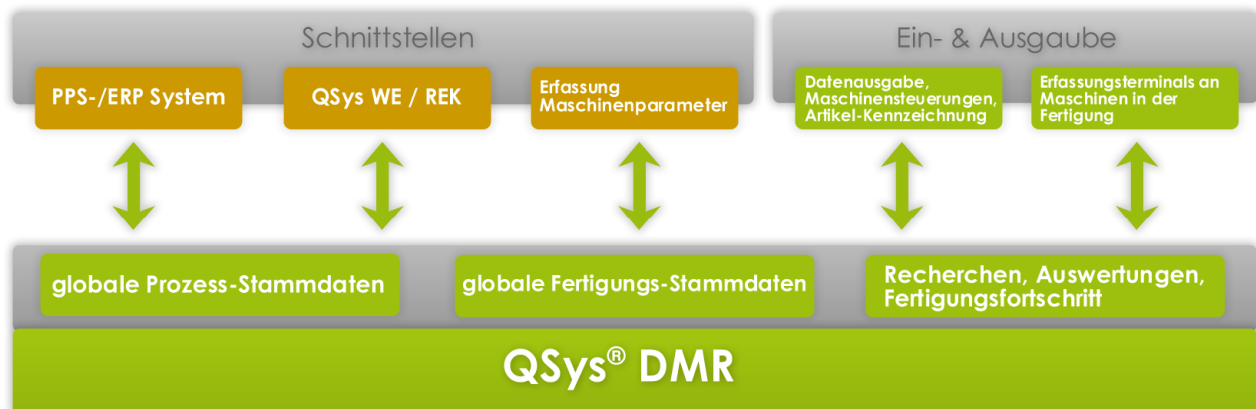 Schnittstellen
Ein- & Ausgaube
PPS-/ERP System
QSys WE / REK
Erfassung
Maschinenparameter
Datenausgabe,
Maschinensteuerungen,
Artikel-Kennzeichnung
Erfassungsterminals an
Maschinen in der
Fertigung
globale Prozess-Stammdaten
globale Fertigungs-Stammdaten
Recherchen, Auswertungen,
Fertigungsfortschritt
QSys® DMR